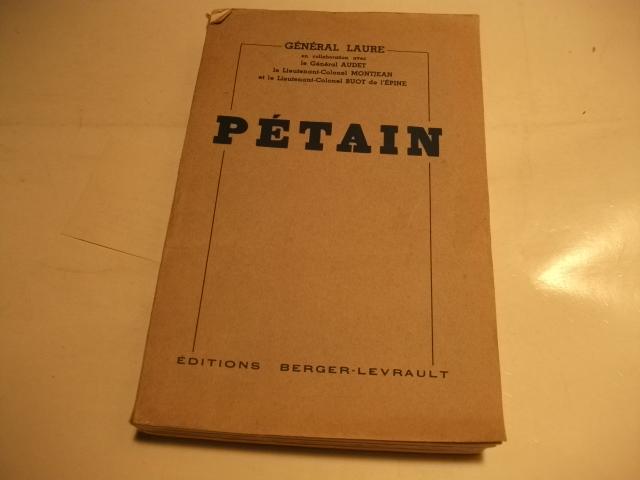 GÉNÉRAL LAURE
en collaboration avec
le Général AUDET
le Lieutenant-Colonel MONTJEAN
et le Lieutenant-Colonel BUOT de l'ÉPINE
PÉTAIN
ÉDITIONS BERGER-LEVRAULT